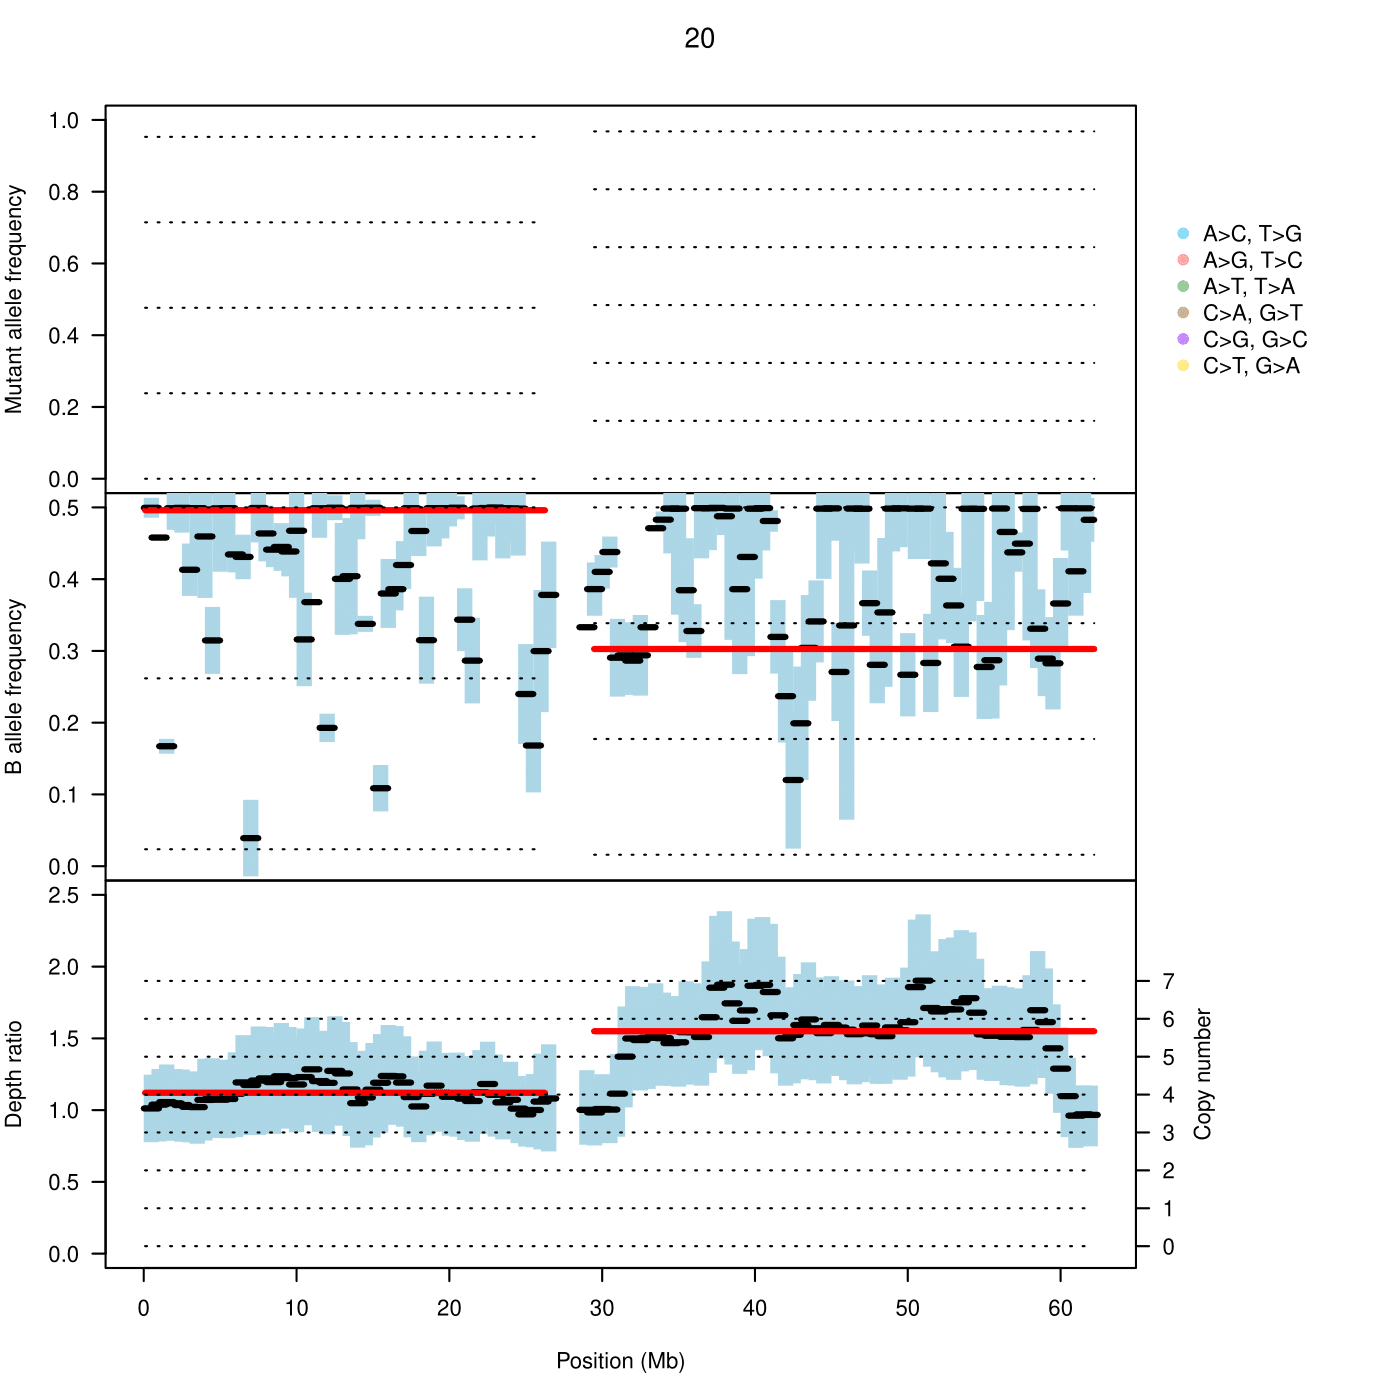 20
Mutant allele frequency
1.0
0.8
0.6
0.4
0.2
0.0
A>C, T>G
A>G, T>C
A>T, T>A
C>A, G>T
C>G, G>C
C>T, G>A
B allele frequency
0.5
0.4
0.3
0.2
0.1
0.0
Depth ratio
2.5
2.0
1.5
1.0
0.5
0.0
7
6
5
4
3
2
1
0
Copy number
0 10 20 30 40 50 60
Position (Mb)